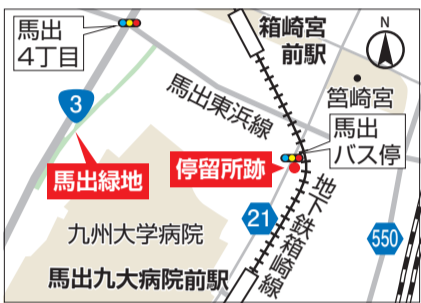 馬出
4丁目
箱崎宮
前駅
N
筥崎宮
3
馬出東浜線
馬出
バス停
馬出緑地
停留所跡
地下鉄箱崎線
21
550
九州大学病院
馬出九大病院前駅